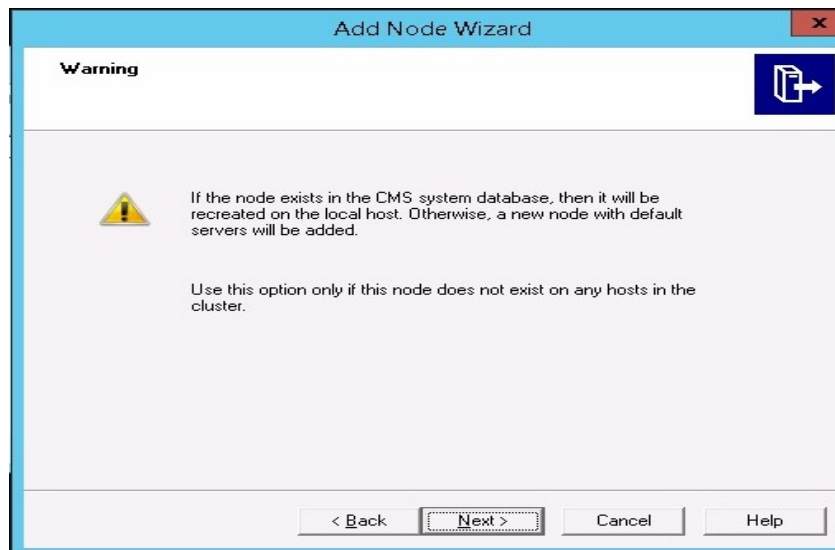 Add Node Wizard
x
Warning
If the node exists in the CMS system database, then it will be
recreated on the local host. Otherwise, a new node with default
servers will be added.
Use this option only if this node does not exist on any hosts in the
cluster.
< Back
Next >
Cancel
Help